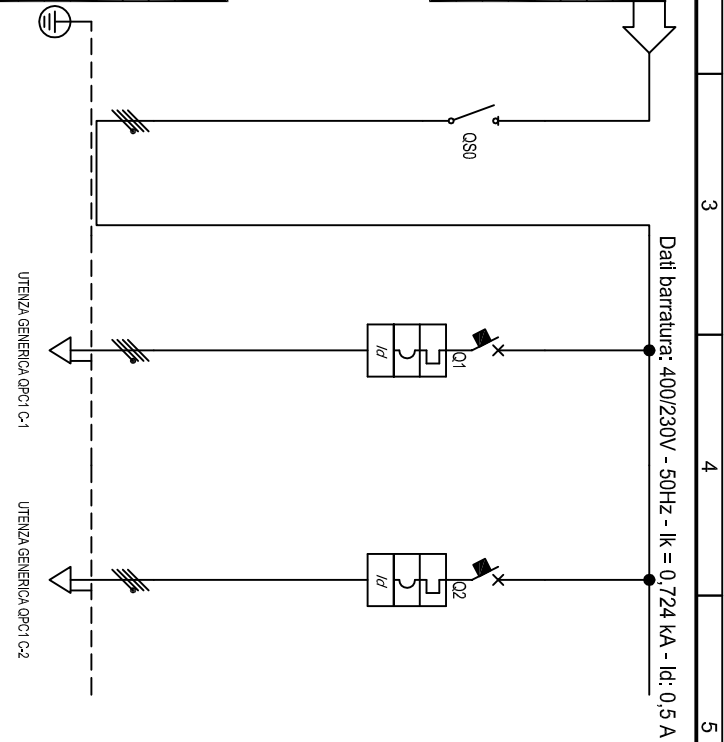 3
4
5
Dati barratura: 400/230V - 50Hz - Ik = 0,724 kA - Id: 0,5 A
QS0
Q1
Id
Q2
Id
UTENZA GENERICA QPC1 C-1
UTENZA GENERICA QPC1 C-2